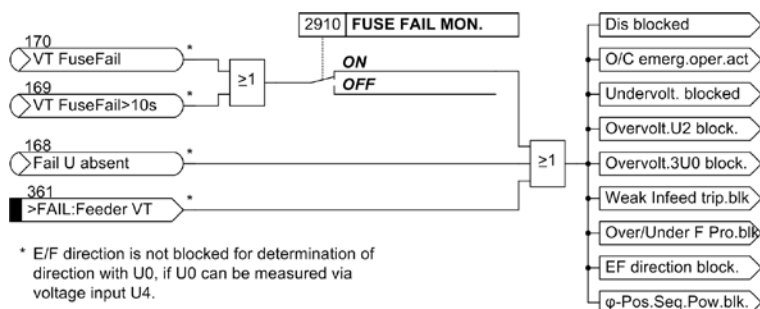 2910 FUSE FAIL MON.
170
VT FuseFail
*
169
VT FuseFail>10s
*
≥1
ON
OFF
168
Fail U absent
*
361
>FAIL:Feeder VT
*
≥1
Dis blocked
O/C emerg.oper.act
Undervolt. blocked
Overvolt.U2 block.
Overvolt.3U0 block.
Weak Infeed trip.blk
Over/Under F Pro.blk
EF direction block.
φ-Pos.Seq.Pow.blk.
* E/F direction is not blocked for determination of
direction with U0, if U0 can be measured via
voltage input U4.